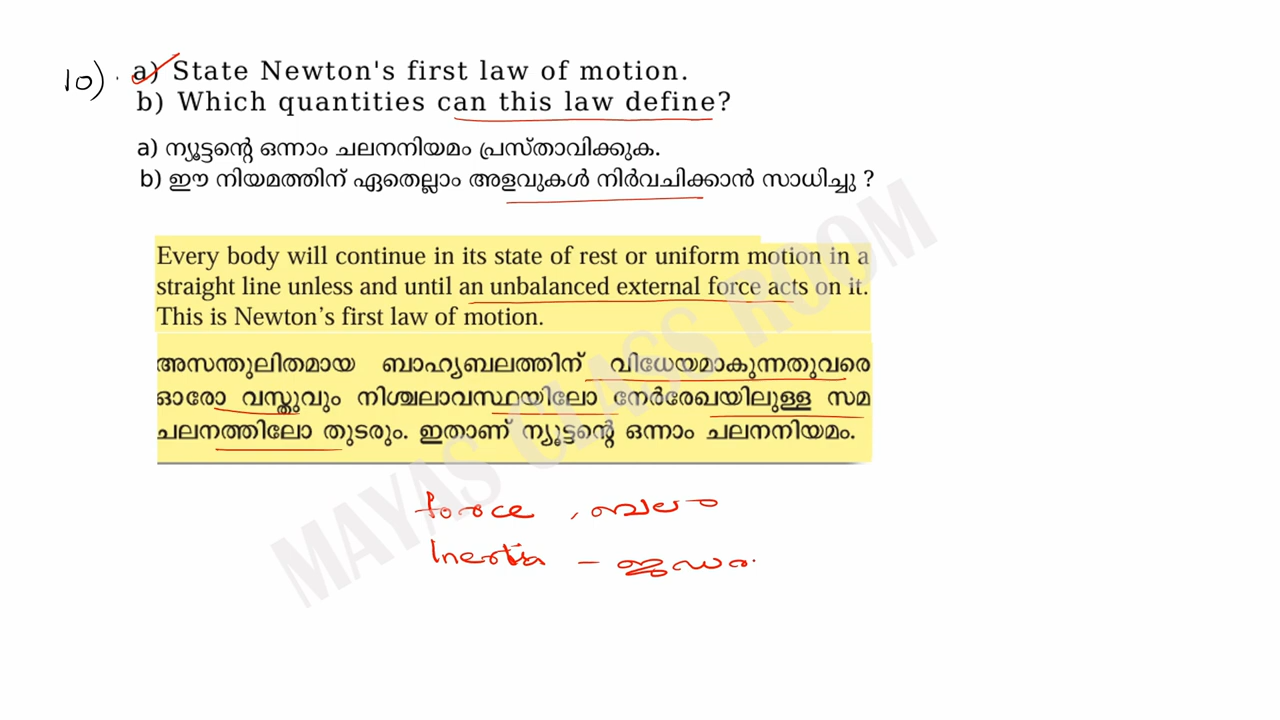 10) a) State Newton's first law of motion.
b) Which quantities can this law define?
a) ന്യൂട്ടന്റെ ഒന്നാം ചലനനിയമം പ്രസ്താവിക്കുക.
b) ഈ നിയമത്തിന് ഏതെല്ലാം അളവുകൾ നിർവചിക്കാൻ സാധിച്ചു ?
Every body will continue in its state of rest or uniform motion in a
straight line unless and until an unbalanced external force acts on it.
This is Newton's first law of motion.
അസന്തുലിതമായ ബാഹ്യബലത്തിന് വിധേയമാകുന്നതുവരെ
ഓരോ വസ്തുവും നിശ്ചലാവസ്ഥയിലോ നേർരേഖയിലുള്ള സമ
ചലനത്തിലോ തുടരും. ഇതാണ് ന്യൂട്ടന്റെ ഒന്നാം ചലനനിയമം.
force , ബലം
Inertia -
MAYAS CLASS ROOM